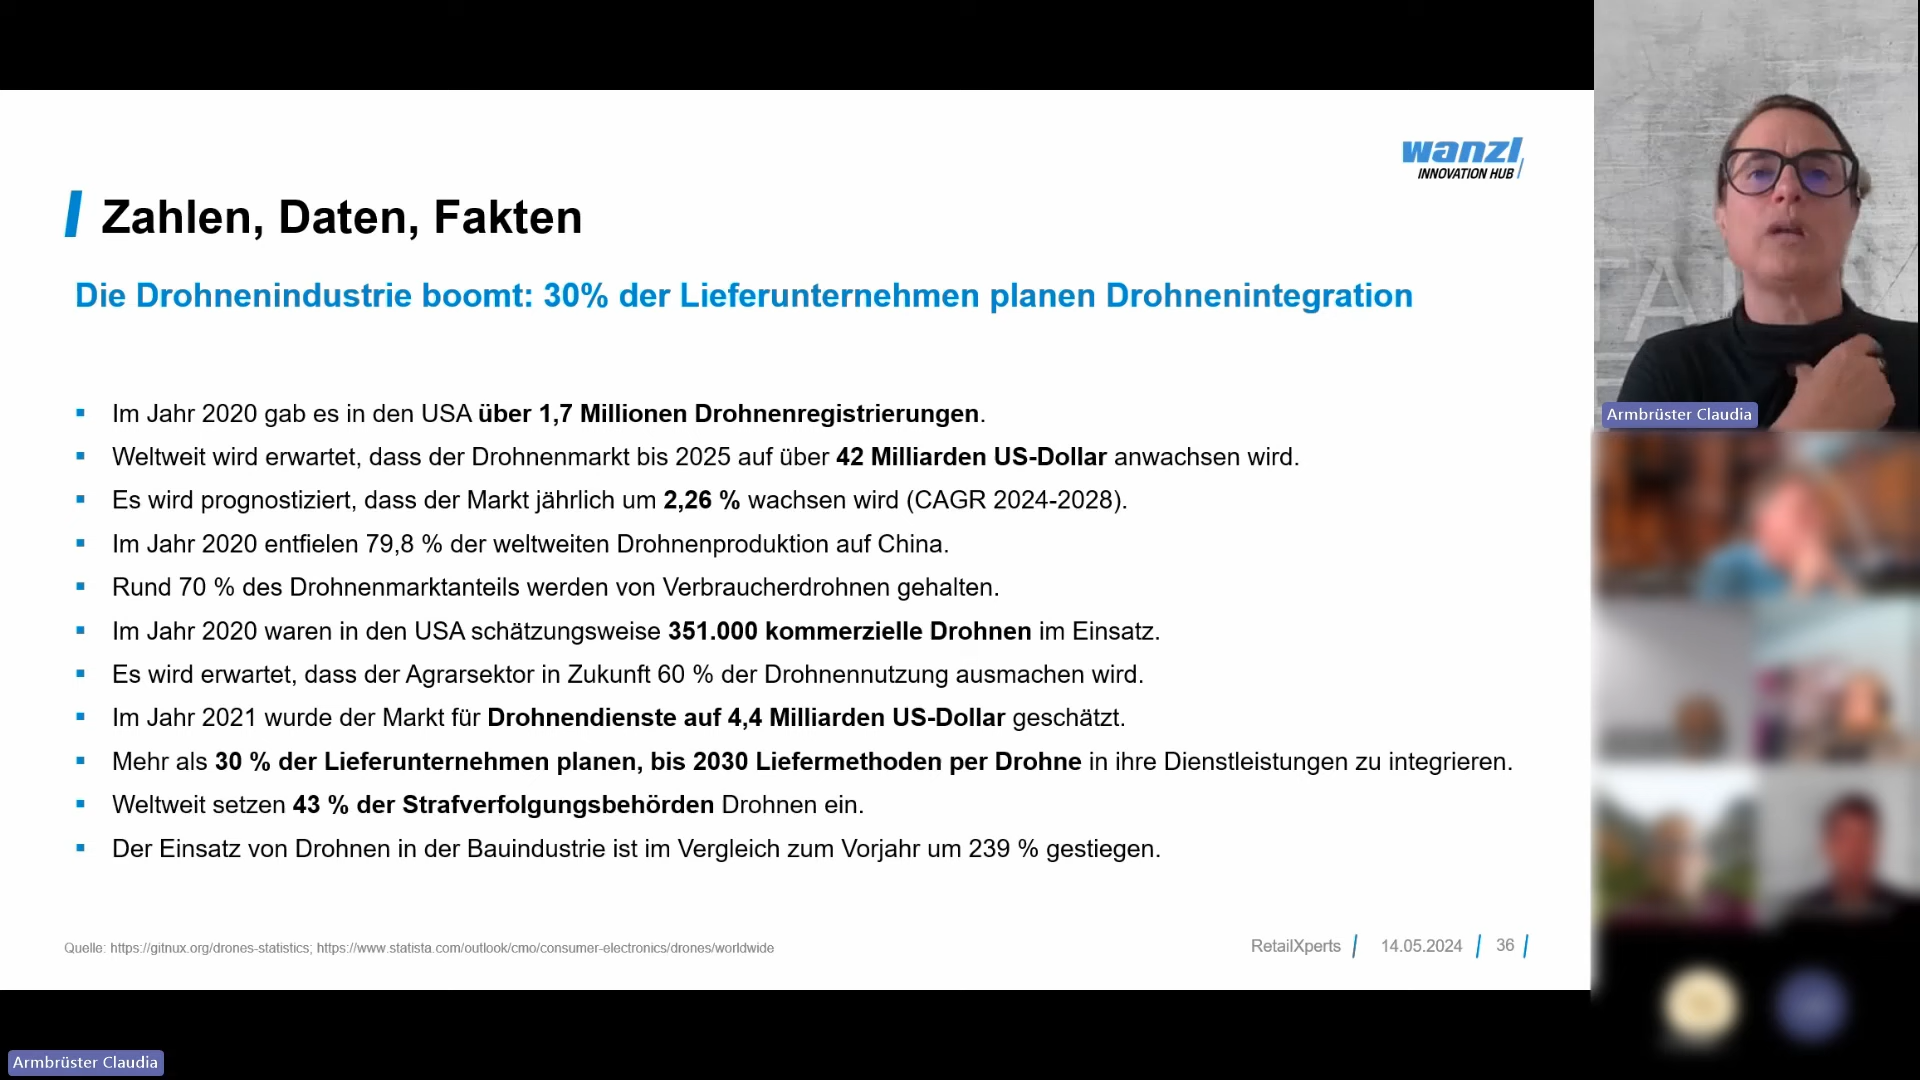 wanzl
INNOVATION HUB
Zahlen, Daten, Fakten
Die Drohnenindustrie boomt: 30% der Lieferunternehmen planen Drohnenintegration
▪ Im Jahr 2020 gab es in den USA über 1,7 Millionen Drohnenregistrierungen.
▪ Weltweit wird erwartet, dass der Drohnenmarkt bis 2025 auf über 42 Milliarden US-Dollar anwachsen wird.
▪ Es wird prognostiziert, dass der Markt jährlich um 2,26 % wachsen wird (CAGR 2024-2028).
▪ Im Jahr 2020 entfielen 79,8 % der weltweiten Drohnenproduktion auf China.
▪ Rund 70 % des Drohnenmarktanteils werden von Verbraucherdrohnen gehalten.
▪ Im Jahr 2020 waren in den USA schätzungsweise 351.000 kommerzielle Drohnen im Einsatz.
▪ Es wird erwartet, dass der Agrarsektor in Zukunft 60 % der Drohnennutzung ausmachen wird.
▪ Im Jahr 2021 wurde der Markt für Drohnendienste auf 4,4 Milliarden US-Dollar geschätzt.
▪ Mehr als 30 % der Lieferunternehmen planen, bis 2030 Liefermethoden per Drohne in ihre Dienstleistungen zu integrieren.
▪ Weltweit setzen 43 % der Strafverfolgungsbehörden Drohnen ein.
▪ Der Einsatz von Drohnen in der Bauindustrie ist im Vergleich zum Vorjahr um 239 % gestiegen.
Quelle: https://gitnux.org/drones-statistics; https://www.statista.com/outlook/cmo/consumer-electronics/drones/worldwide
RetailXperts 14.05.2024 36
Armbrüster Claudia
Armbrüster Claudia